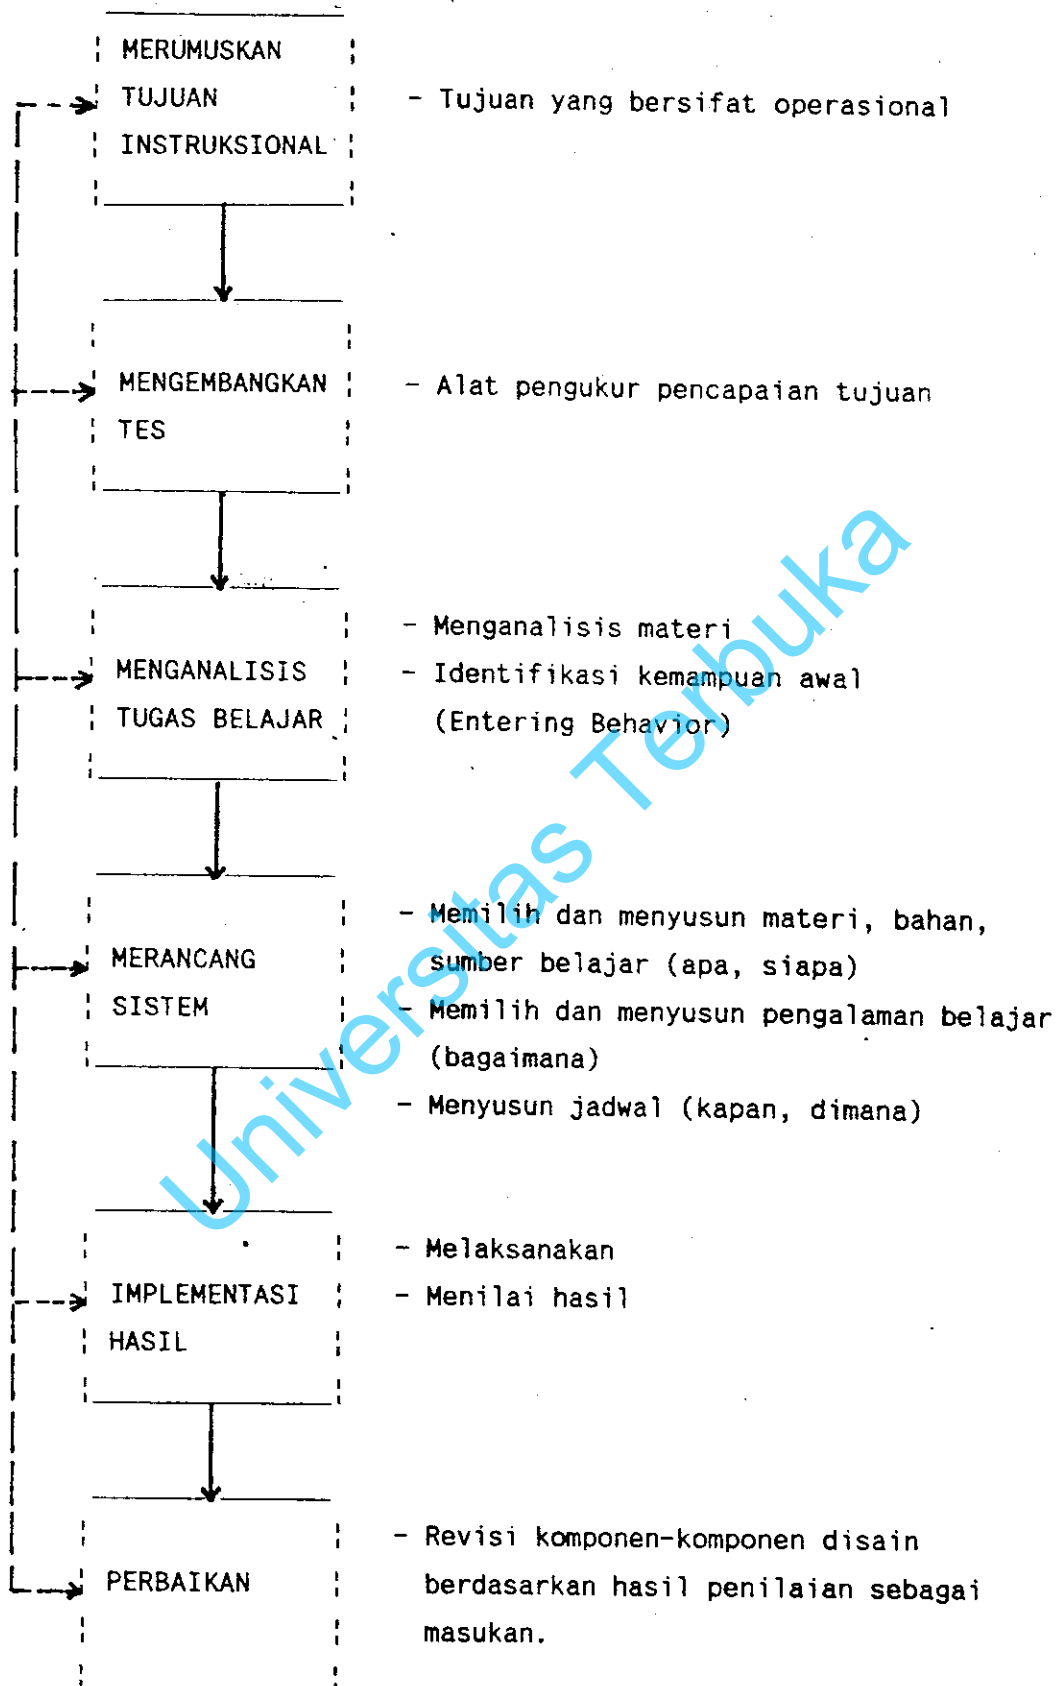 MERUMUSKAN
TUJUAN
INSTRUKSIONAL
- Tujuan yang bersifat operasional
MENGEMBANGKAN
TES
- Alat pengukur pencapaian tujuan
MENGANALISIS
TUGAS BELAJAR
- Menganalisis materi
- Identifikasi kemampuan awal
(Entering Behavior)
MERANCANG
SISTEM
- Memilih dan menyusun materi, bahan,
sumber belajar (apa, siapa)
- Memilih dan menyusun pengalaman belajar
(bagaimana)
- Menyusun jadwal (kapan, dimana)
IMPLEMENTASI
HASIL
- Melaksanakan
- Menilai hasil
PERBAIKAN
- Revisi komponen-komponen disain
berdasarkan hasil penilaian sebagai
masukan.
Universitas Terbuka